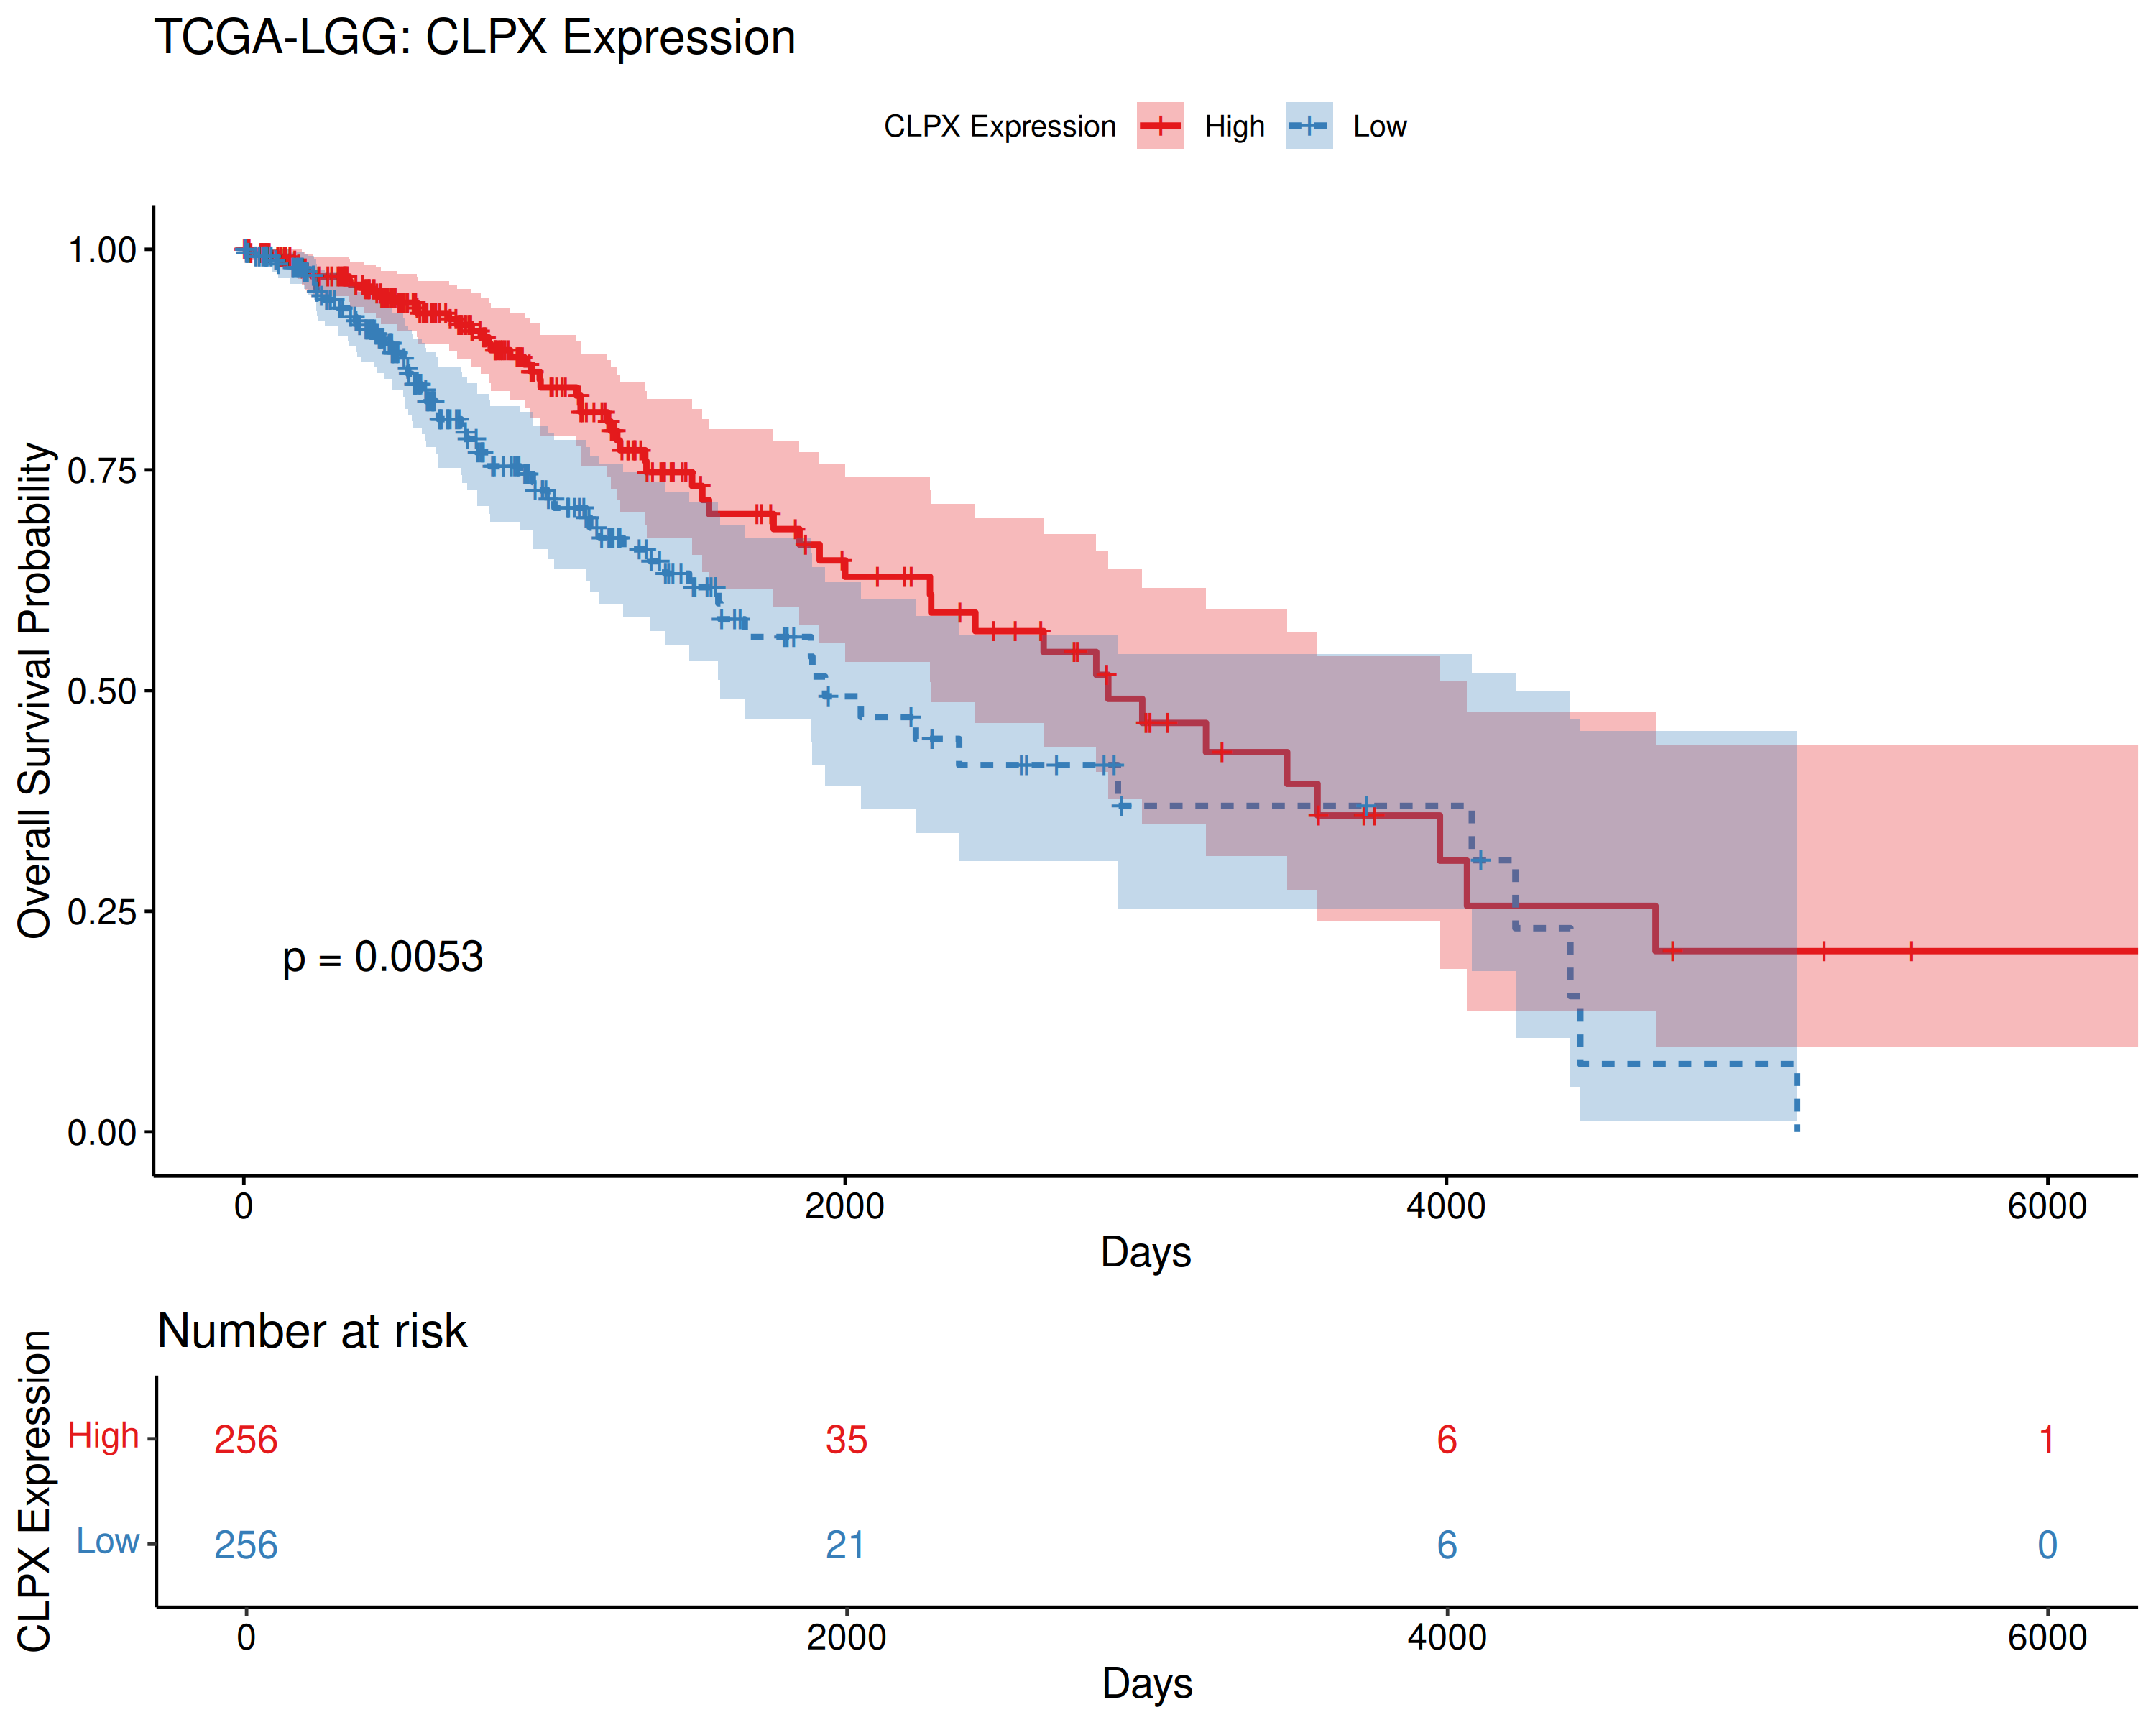 TCGA-LGG: CLPX Expression
CLPX Expression High Low
Overall Survival Probability
1.00
0.75
0.50
0.25
0.00
p = 0.0053
0 2000 4000 6000
Days
Number at risk
CLPX Expression
High 256 35 6 1
Low 256 21 6 0
0 2000 4000 6000
Days